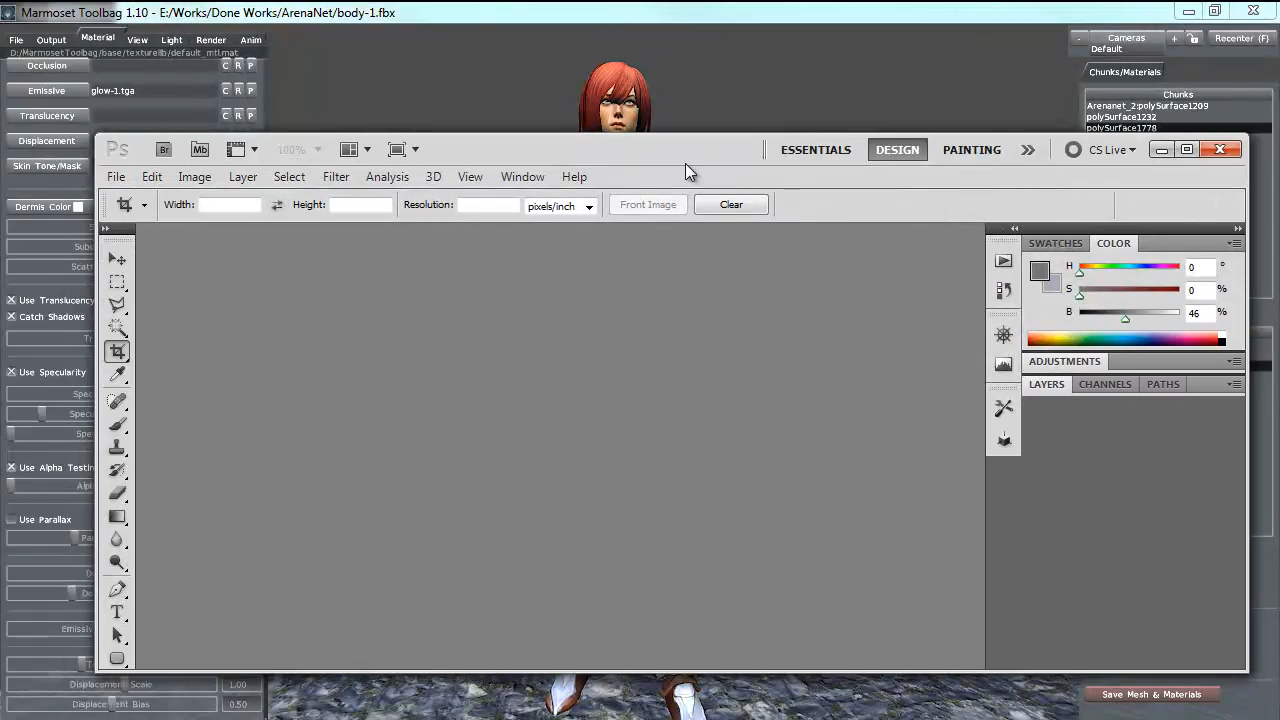 Marmoset Toolbag 1.10 - E:/Works/Done Works/ArenaNet/body-1.fbx
File Output Material View Light Render Anim
D:/MarmosetToolbag/base/texturelib/default_mtl.mat
- Cameras +
Default
Recenter (F)
Occlusion C R P
Emissive glow-1.tga C R P
Translucency C R P
Displacement
Skin Tone/Mask
Dermis Color
Use Translucency
Catch Shadows
Use Specularity
Use Alpha
Use Parallax
Displacement Scale 1.00
Displacement Bias 0.50
Chunks/Materials
Chunks
Arenanet_2:polySurface1209
polySurface1232
polySurface1778
Save Mesh & Materials
Ps Br Mb 100% ESSENTIALS DESIGN PAINTING CS Live
File Edit Image Layer Select Filter Analysis 3D View Window Help
Width: Height: Resolution: pixels/inch Front Image Clear
SWATCHES COLOR
H 0 °
S 0 %
B 46 %
ADJUSTMENTS
LAYERS CHANNELS PATHS